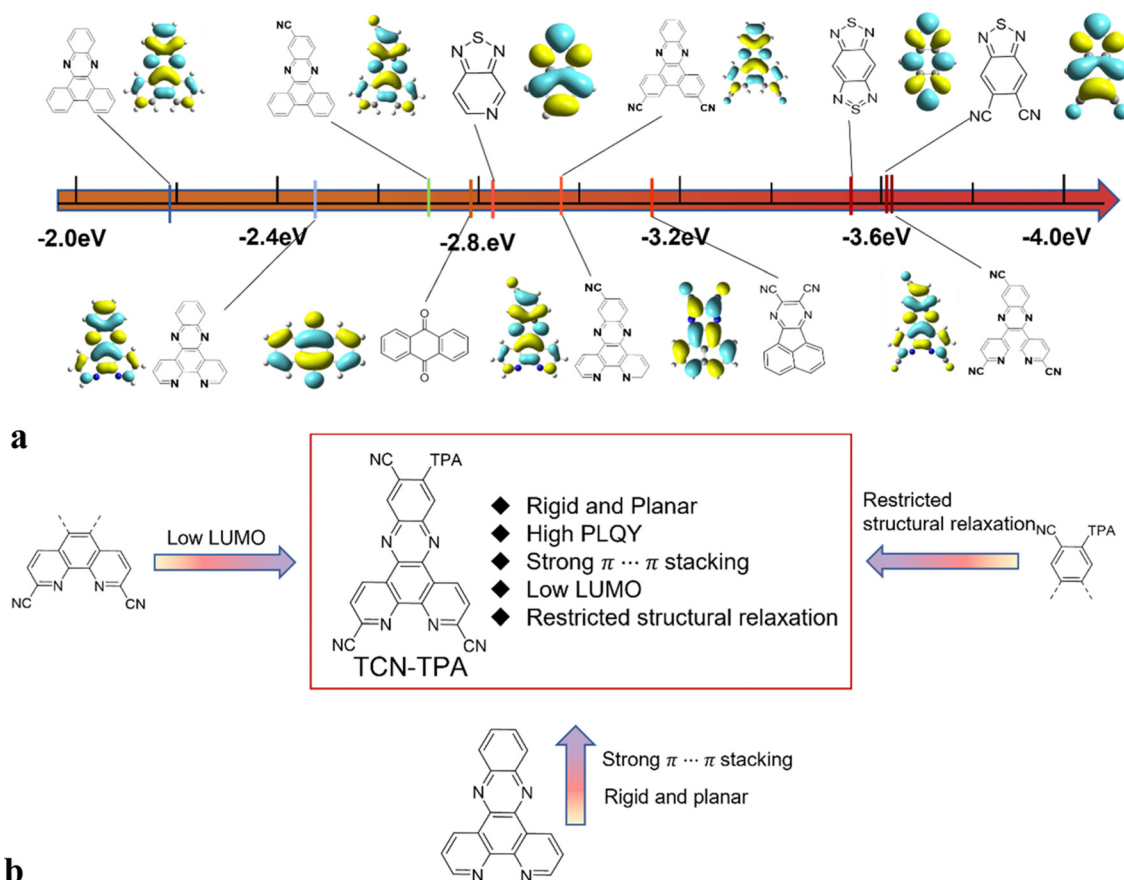 CN
S
N N
N
N
N
N
N
N
N
N
NC CN
S
N N
N N
S
S
N N
NC CN
-2.0eV
-2.4eV
-2.8.eV
-3.2eV
-3.6eV
-4.0eV
N
N
N N
O
O
NC
N
N
N N
NC CN
N N
NC
N
N
N N
NC CN
a
NC TPA
N N
N N
NC CN
TCN-TPA
◆ Rigid and Planar
◆ High PLQY
◆ Strong π ··· π stacking
◆ Low LUMO
◆ Restricted structural relaxation
Low LUMO
N N
NC CN
Restricted
structural relaxation
NC TPA
N N
N N
Strong π ··· π stacking
Rigid and planar
b